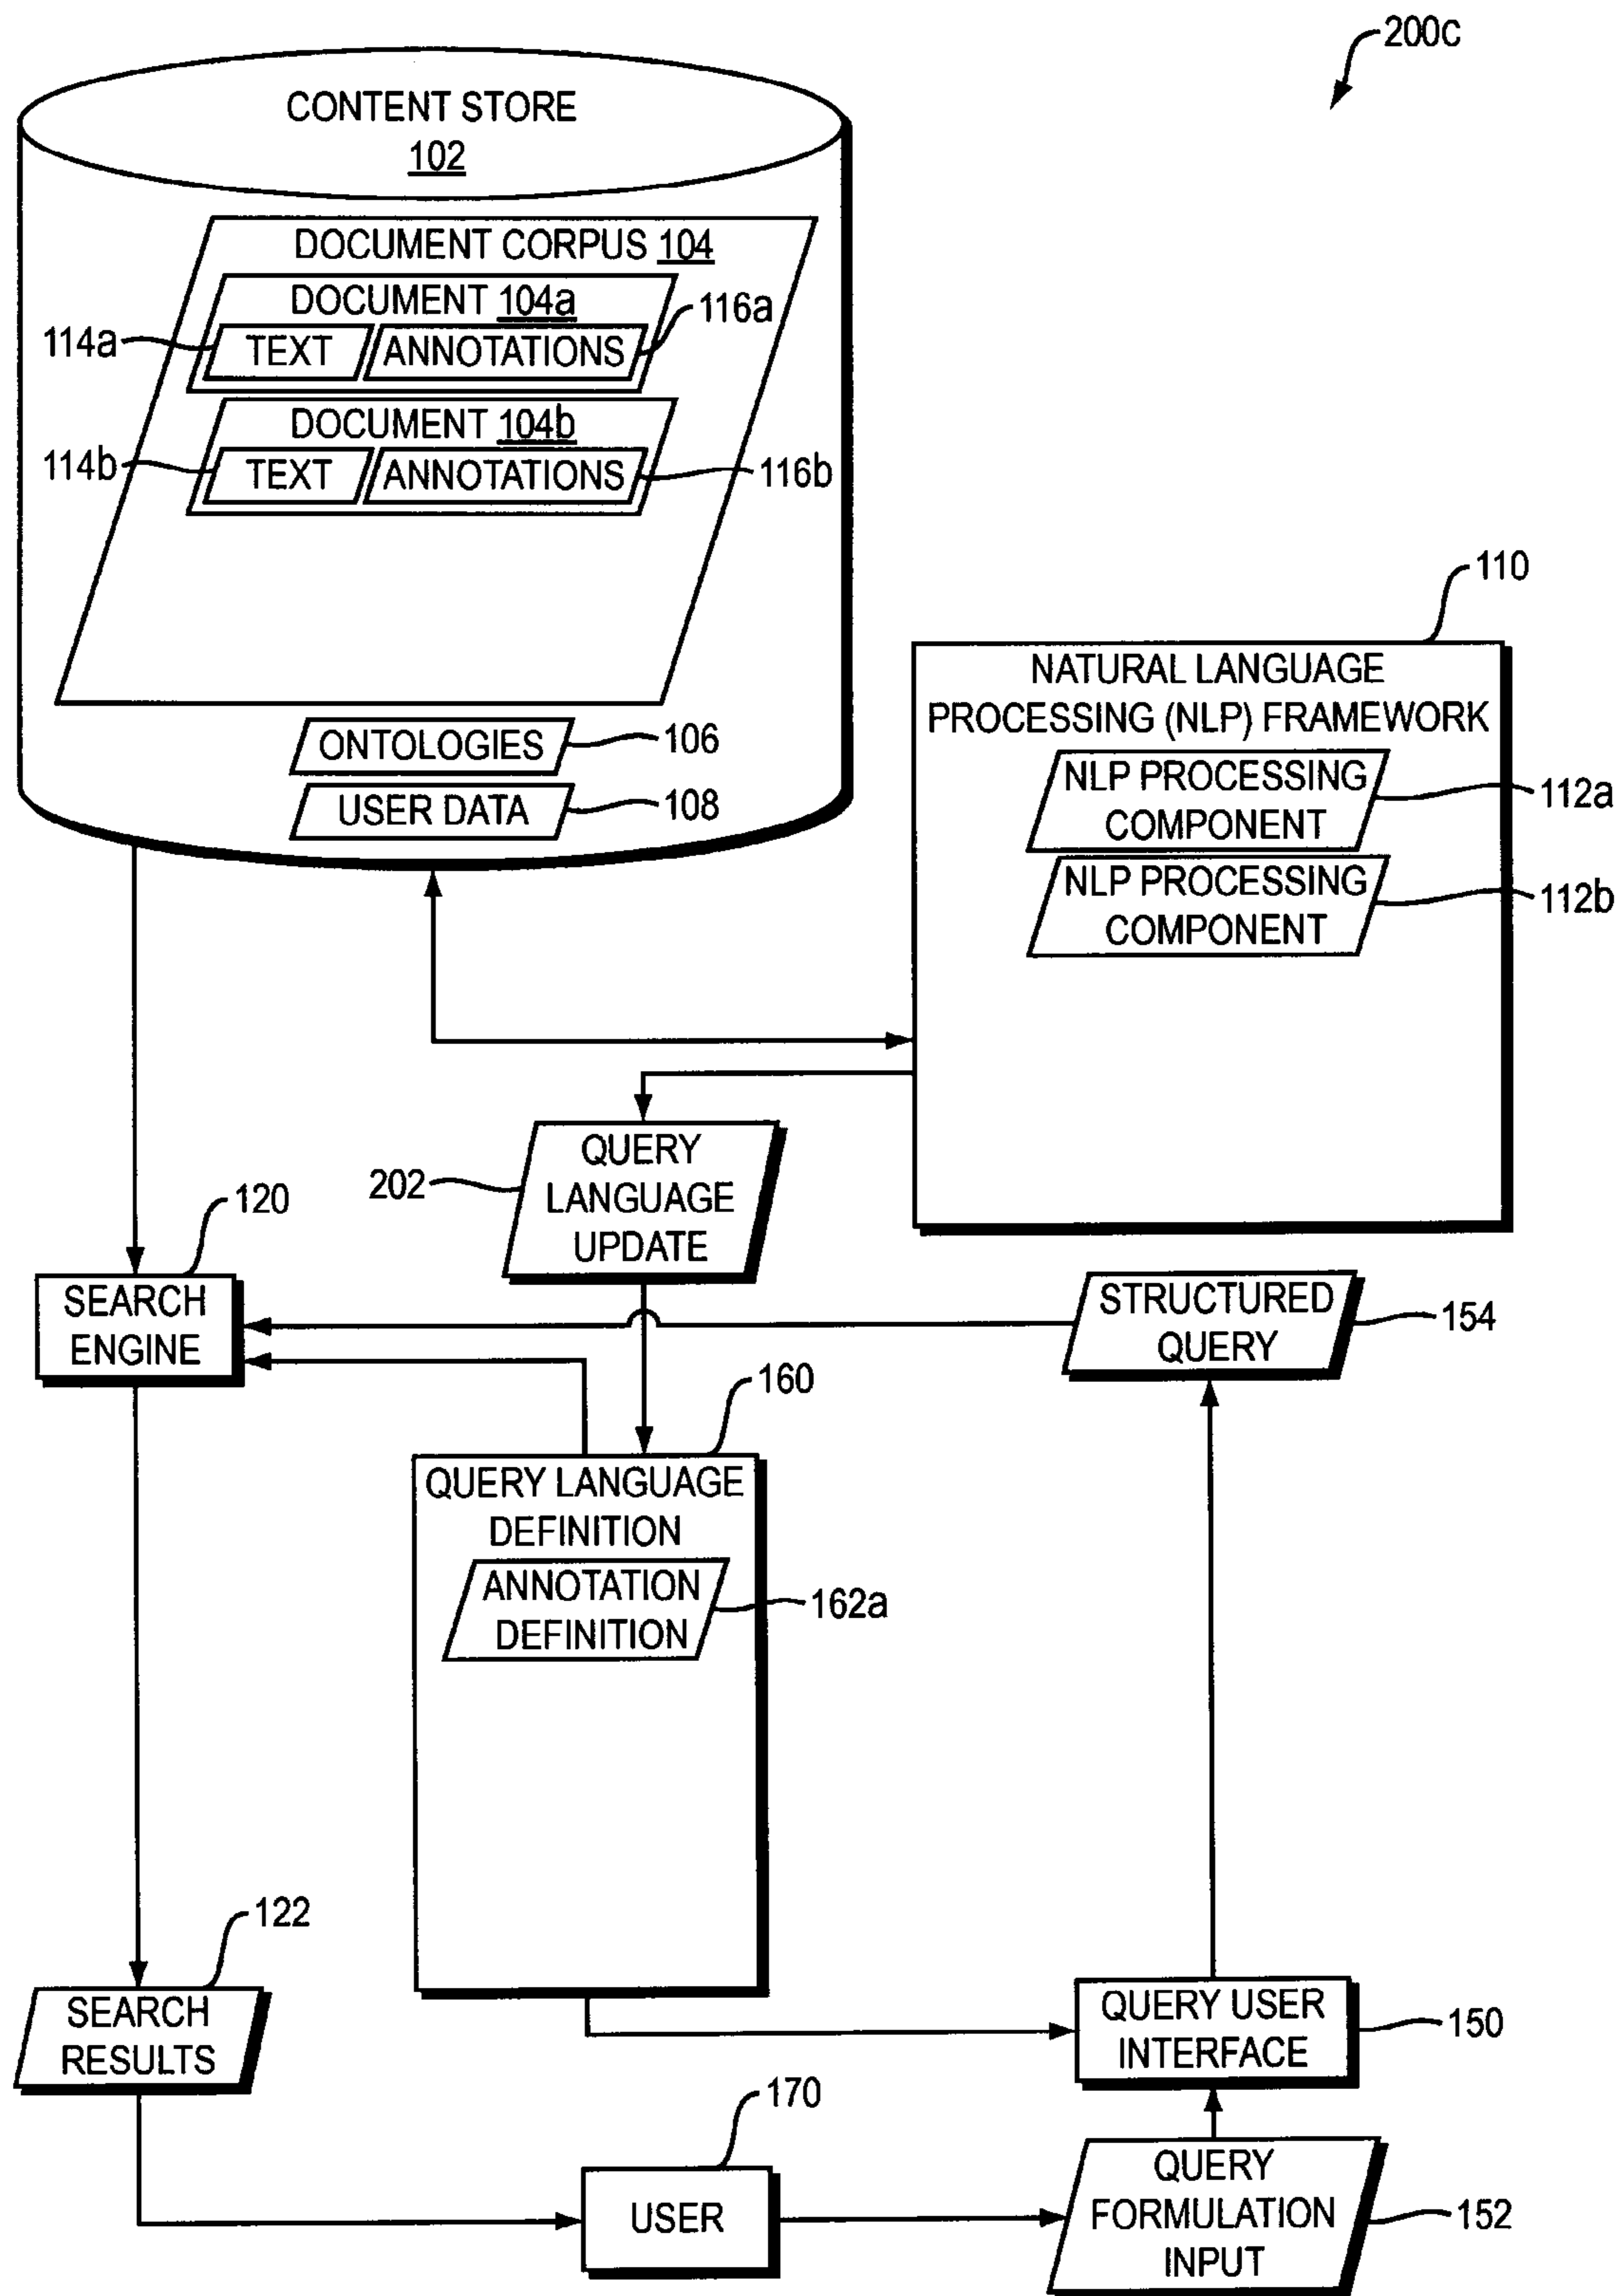 200c
CONTENT STORE
102
DOCUMENT CORPUS 104
DOCUMENT 104a
116a
114a
TEXT
ANNOTATIONS
DOCUMENT 104b
114b
TEXT
ANNOTATIONS
116b
110
NATURAL LANGUAGE
PROCESSING (NLP) FRAMEWORK
ONTOLOGIES
106
NLP PROCESSING
COMPONENT
112a
USER DATA
108
NLP PROCESSING
COMPONENT
112b
QUERY
LANGUAGE
UPDATE
202
120
SEARCH
ENGINE
STRUCTURED
QUERY
154
160
QUERY LANGUAGE
DEFINITION
ANNOTATION
DEFINITION
162a
122
SEARCH
RESULTS
QUERY USER
INTERFACE
150
170
USER
QUERY
FORMULATION
INPUT
152